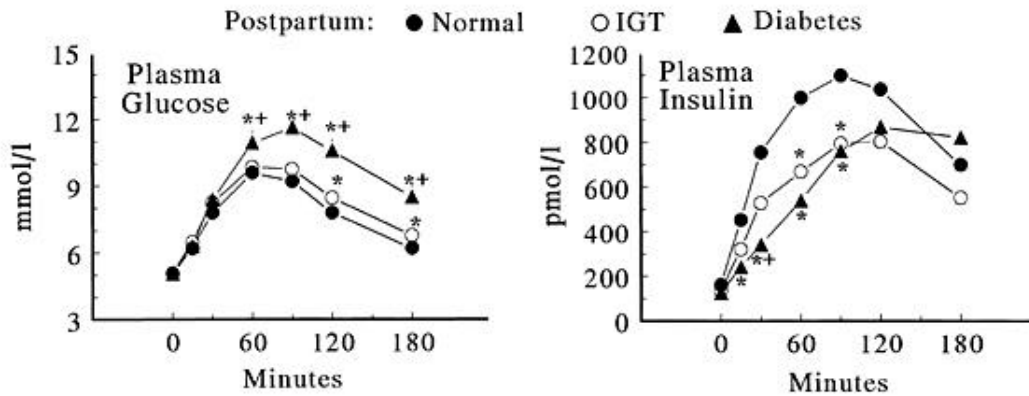 Postpartum: ● Normal ○ IGT ▲ Diabetes
Plasma
Glucose
mmol/l
15
12
9
6
3
*+
*+
*+
*+
*
*
0 60 120 180
Minutes
Plasma
Insulin
pmol/l
1200
1000
800
600
400
200
0
*
*
*
*
*+
*
0 60 120 180
Minutes